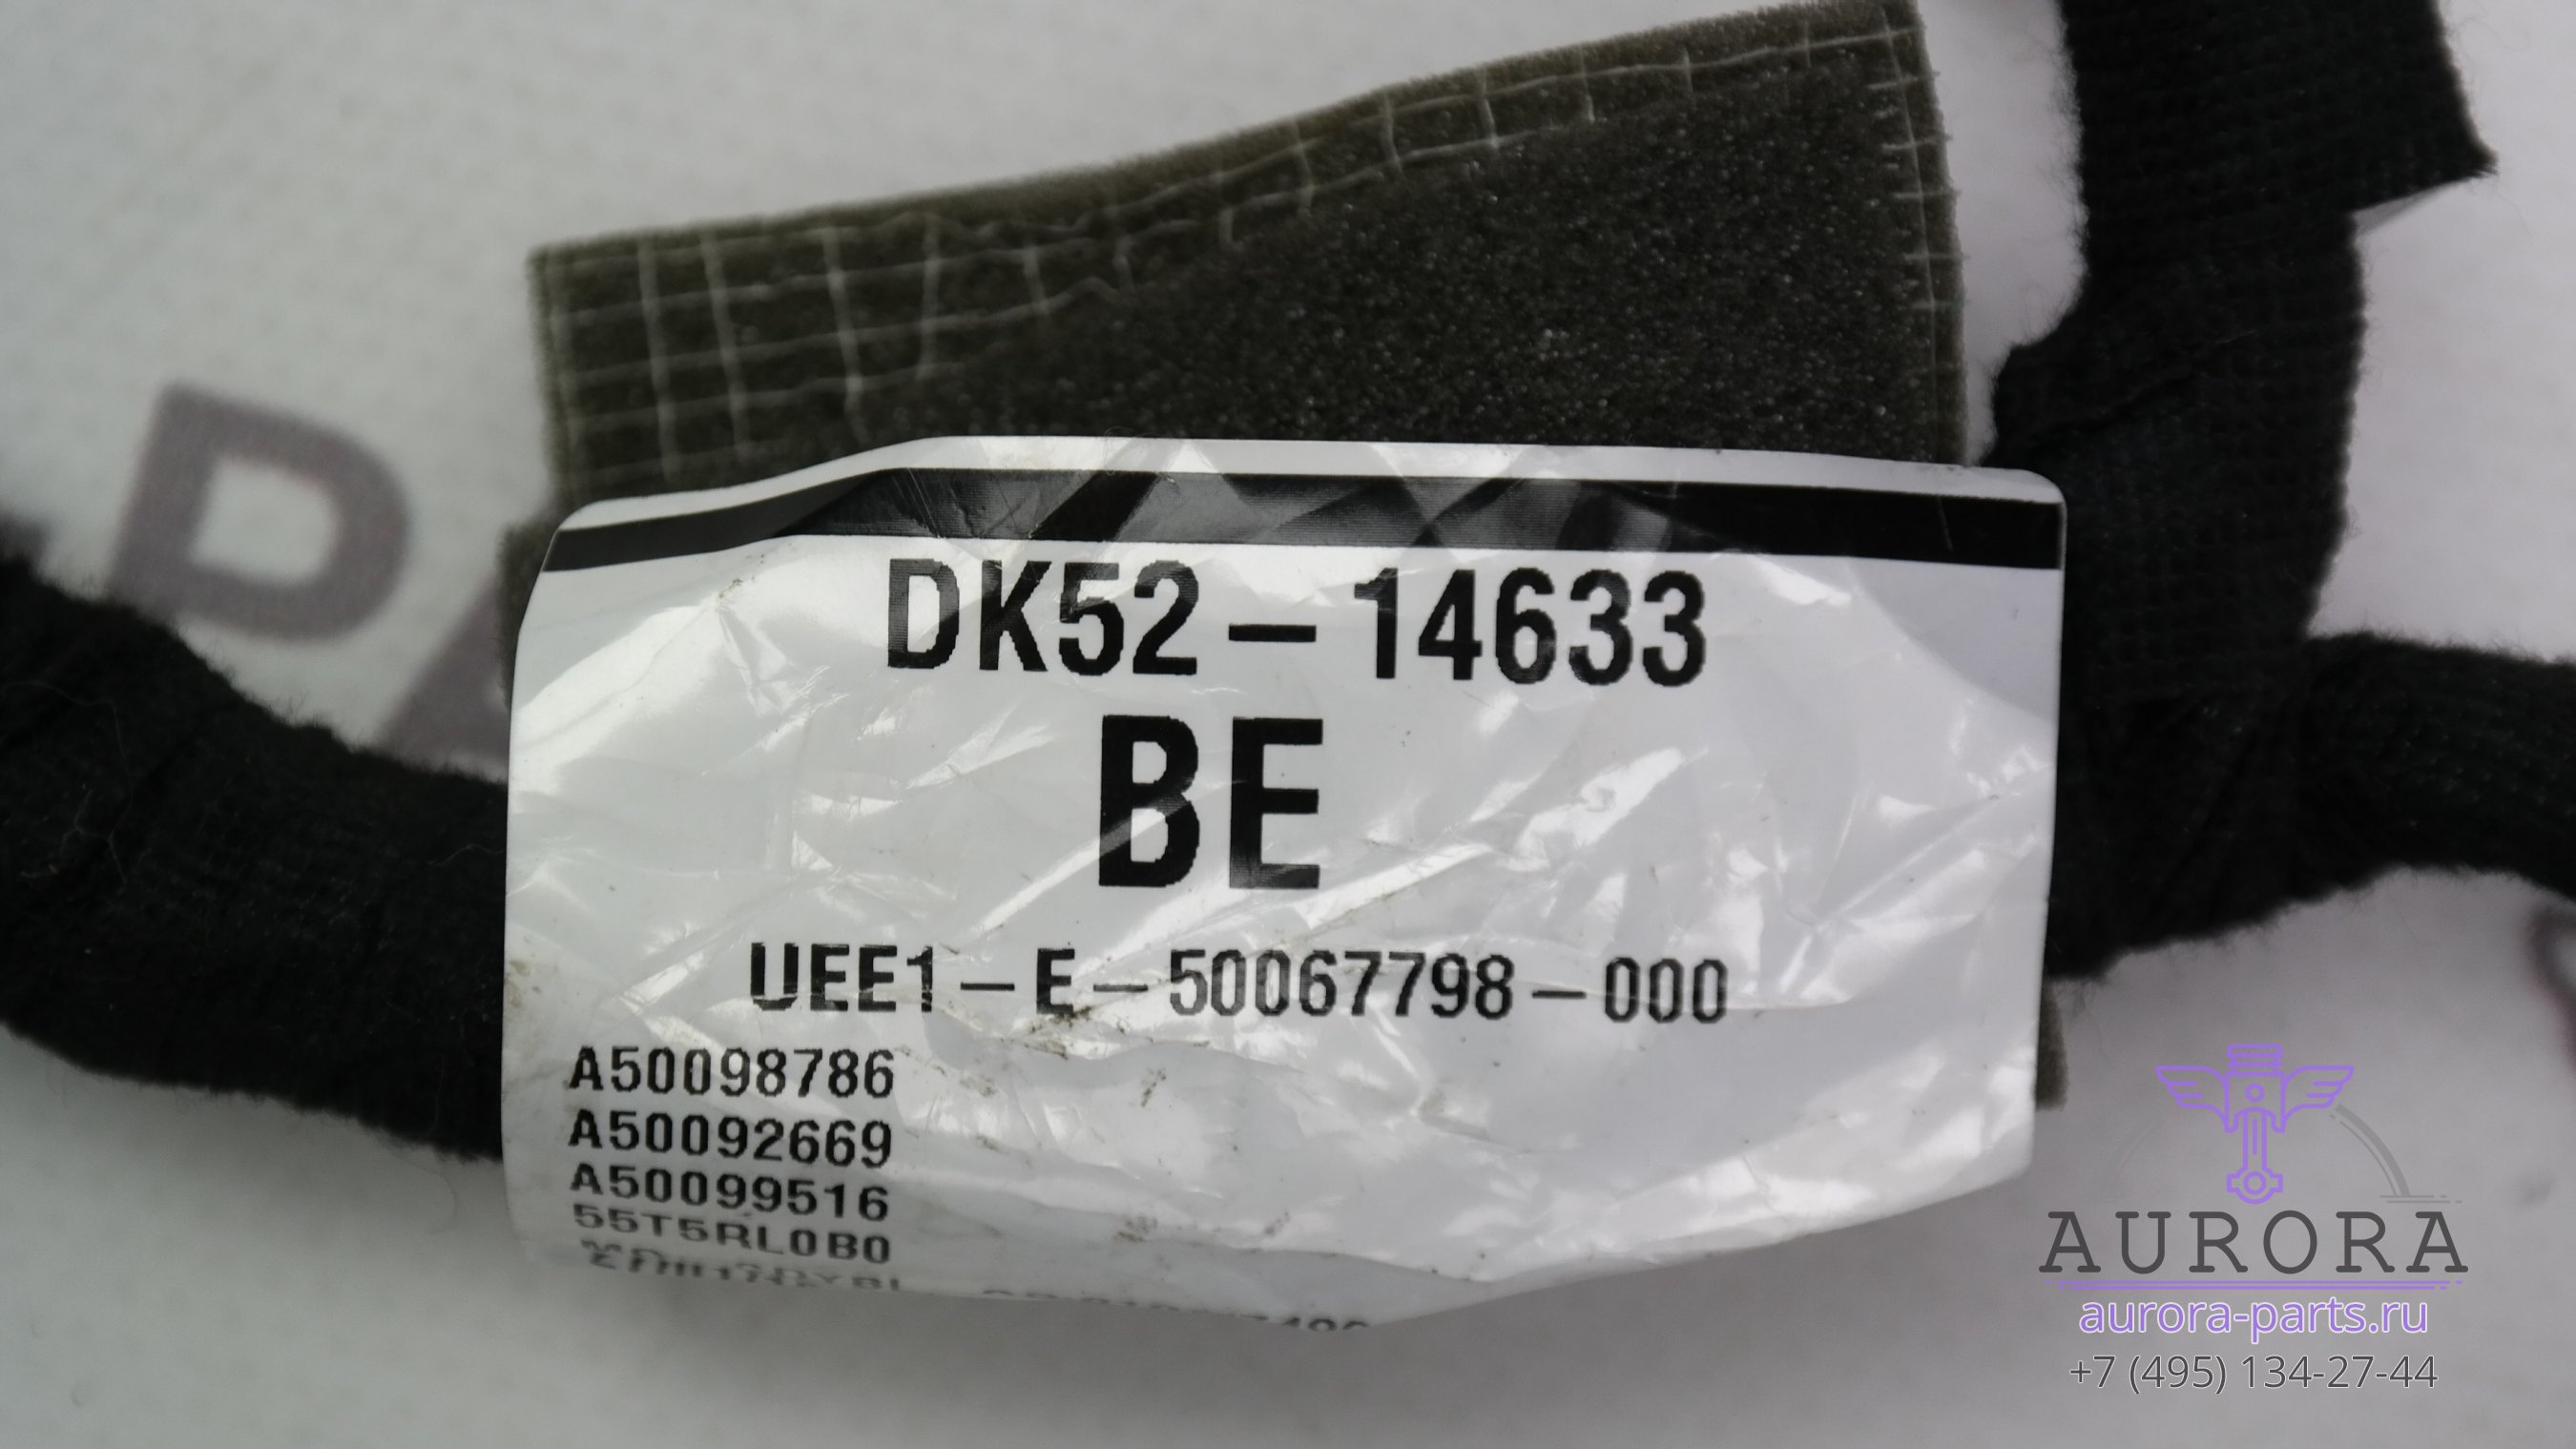 DK52-14633
BE
UEE1-E-50067798-000
A50098786
A50092669
A50099516
55T5RL0B0
AURORA
aurora-parts.ru
+7 (495) 134-27-44